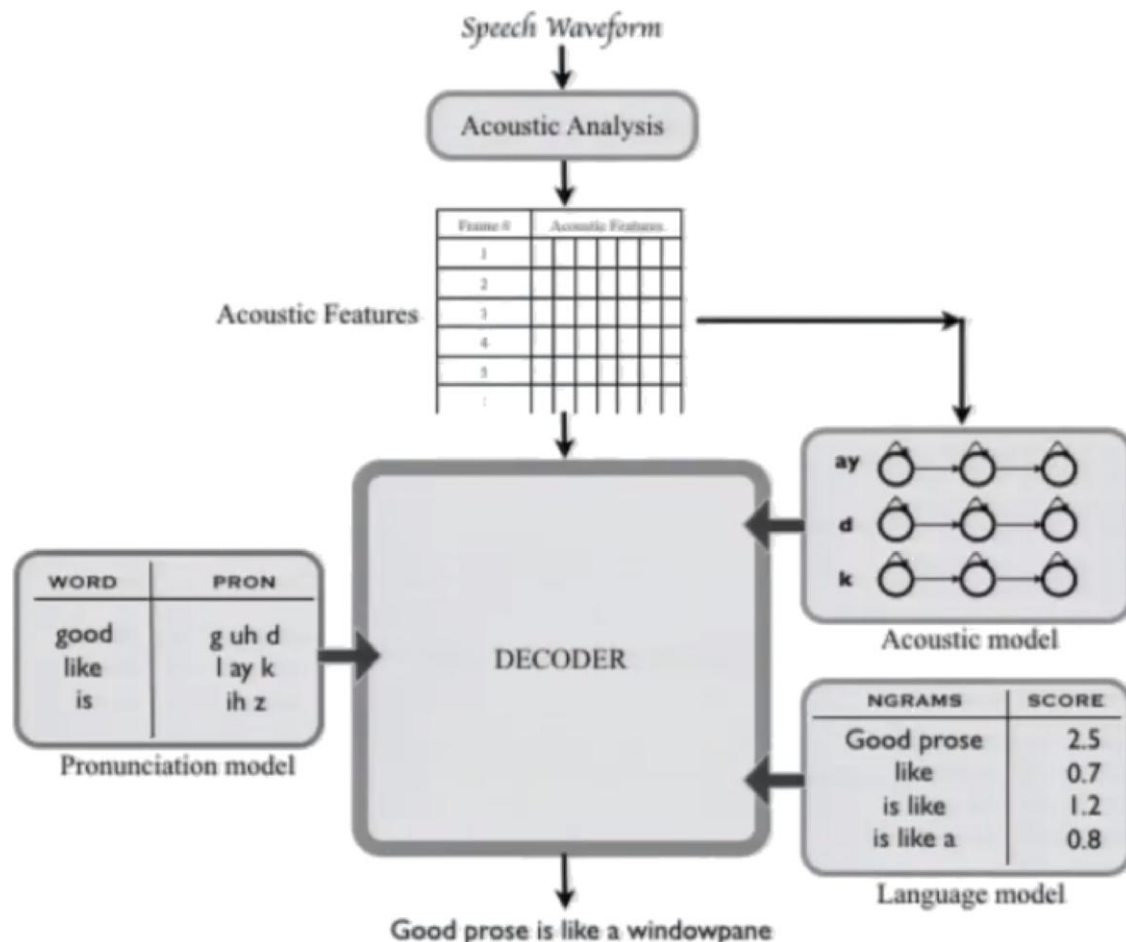 Speech Waveform
Acoustic Analysis
Frame # Acoustic Features
1
2
3
4
5
:
Acoustic Features
ay
d
k
Acoustic model
WORD PRON
good g uh d
like l ay k
is ih z
Pronunciation model
DECODER
NGRAMS SCORE
Good prose 2.5
like 0.7
is like 1.2
is like a 0.8
Language model
Good prose is like a windowpane